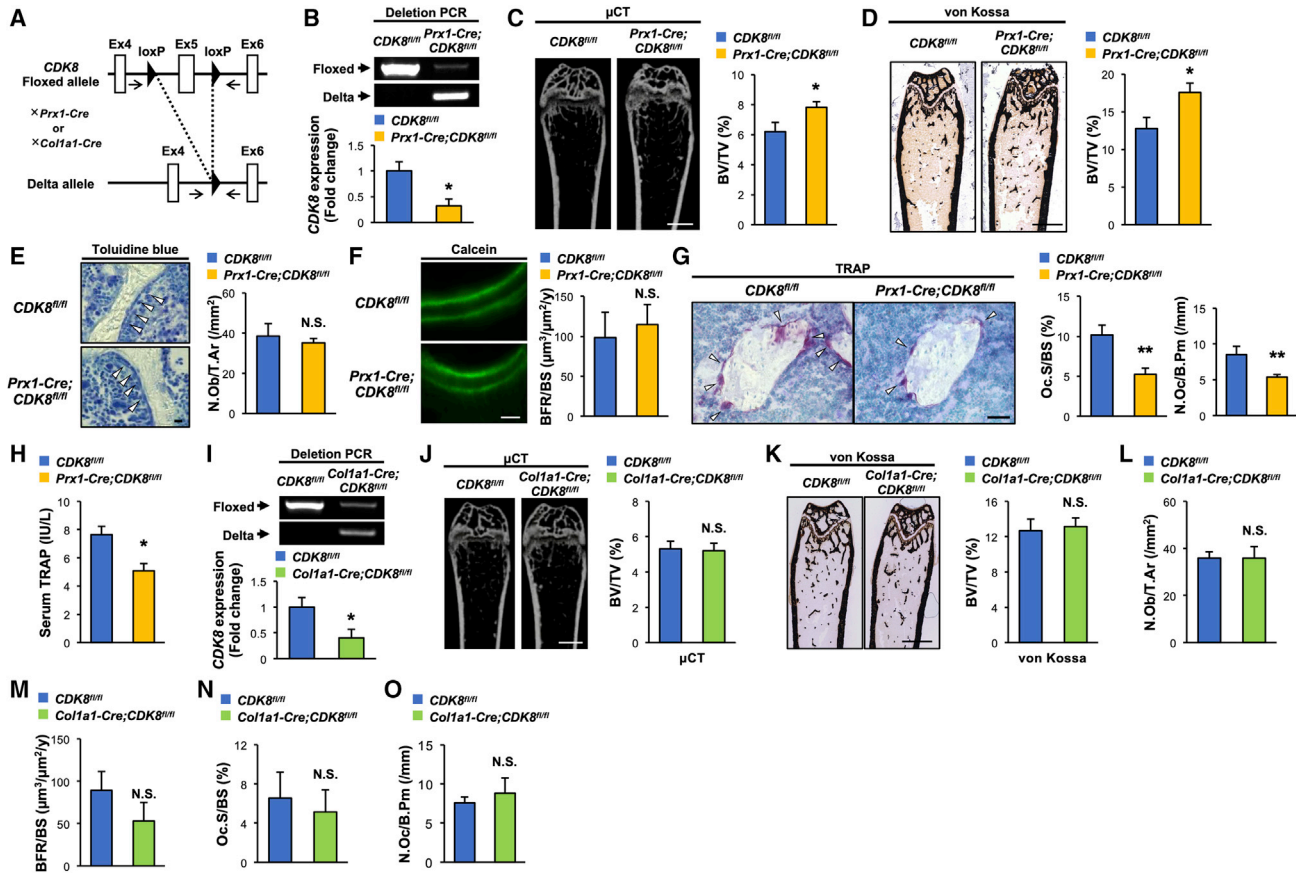 A
Ex4 loxP Ex5 loxP Ex6
CDK8
Floxed allele
×Prx1-Cre
or
×Col1a1-Cre
Ex4 Ex6
Delta allele
B
Deletion PCR
CDK8fl/fl Prx1-Cre;
CDK8fl/fl
Floxed
Delta
CDK8fl/fl
Prx1-Cre;CDK8fl/fl
CDK8 expression
(Fold change)
1.5
1
0.5
0
*
C
µCT
CDK8fl/fl Prx1-Cre;
CDK8fl/fl
CDK8fl/fl
Prx1-Cre;CDK8fl/fl
BV/TV (%)
10
8
6
4
2
0
*
D
von Kossa
CDK8fl/fl Prx1-Cre;
CDK8fl/fl
CDK8fl/fl
Prx1-Cre;CDK8fl/fl
BV/TV (%)
20
15
10
5
0
*
E
Toluidine blue
CDK8fl/fl
Prx1-Cre;
CDK8fl/fl
CDK8fl/fl
Prx1-Cre;CDK8fl/fl
N.Ob/T.Ar (/mm2)
60
40
20
0
N.S.
F
Calcein
CDK8fl/fl
Prx1-Cre;
CDK8fl/fl
CDK8fl/fl
Prx1-Cre;CDK8fl/fl
BFR/BS (µm3/µm2/y)
150
100
50
0
N.S.
G
TRAP
CDK8fl/fl Prx1-Cre;CDK8fl/fl
CDK8fl/fl
Prx1-Cre;CDK8fl/fl
Oc.S/BS (%)
15
10
5
0
**
N.Oc/B.Pm (/mm)
15
10
5
0
**
H
CDK8fl/fl
Prx1-Cre;CDK8fl/fl
Serum TRAP (IU/L)
10
8
6
4
2
0
*
I
Deletion PCR
CDK8fl/fl Col1a1-Cre;
CDK8fl/fl
Floxed
Delta
CDK8fl/fl
Col1a1-Cre;CDK8fl/fl
CDK8 expression
(Fold change)
1.5
1
0.5
0
*
J
µCT
CDK8fl/fl Col1a1-Cre;
CDK8fl/fl
CDK8fl/fl
Col1a1-Cre;CDK8fl/fl
BV/TV (%)
8
6
4
2
0
N.S.
µCT
K
von Kossa
CDK8fl/fl Col1a1-Cre;
CDK8fl/fl
CDK8fl/fl
Col1a1-Cre;CDK8fl/fl
BV/TV (%)
16
12
8
4
0
N.S.
von Kossa
L
CDK8fl/fl
Col1a1-Cre;CDK8fl/fl
N.Ob/T.Ar (/mm2)
60
40
20
0
N.S.
M
CDK8fl/fl
Col1a1-Cre;CDK8fl/fl
BFR/BS (µm3/µm2/y)
150
100
50
0
N.S.
N
CDK8fl/fl
Col1a1-Cre;CDK8fl/fl
Oc.S/BS (%)
12
8
4
0
N.S.
O
CDK8fl/fl
Col1a1-Cre;CDK8fl/fl
N.Oc/B.Pm (/mm)
15
10
5
0
N.S.